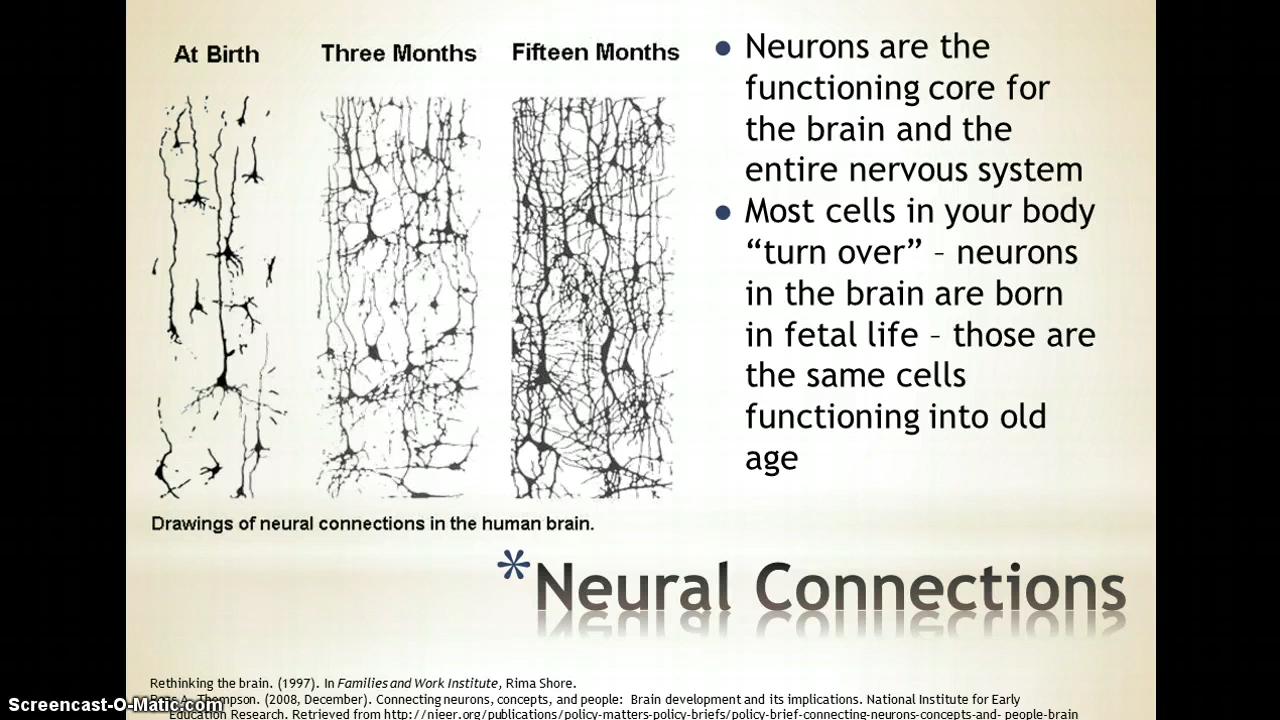 At Birth
Three Months
Fifteen Months
Drawings of neural connections in the human brain.
● Neurons are the
functioning core for
the brain and the
entire nervous system
● Most cells in your body
“turn over” – neurons
in the brain are born
in fetal life – those are
the same cells
functioning into old
age
*Neural Connections
Rethinking the brain. (1997). In Families and Work Institute, Rima Shore.
Thompson. (2008, December). Connecting neurons, concepts, and people: Brain development and its implications. National Institute for Early
Education Research. Retrieved from http://nieer.org/publications/policy-matters-policy-briefs/policy-brief-connecting-neurons-concepts-and- people-brain
Screencast-O-Matic.com